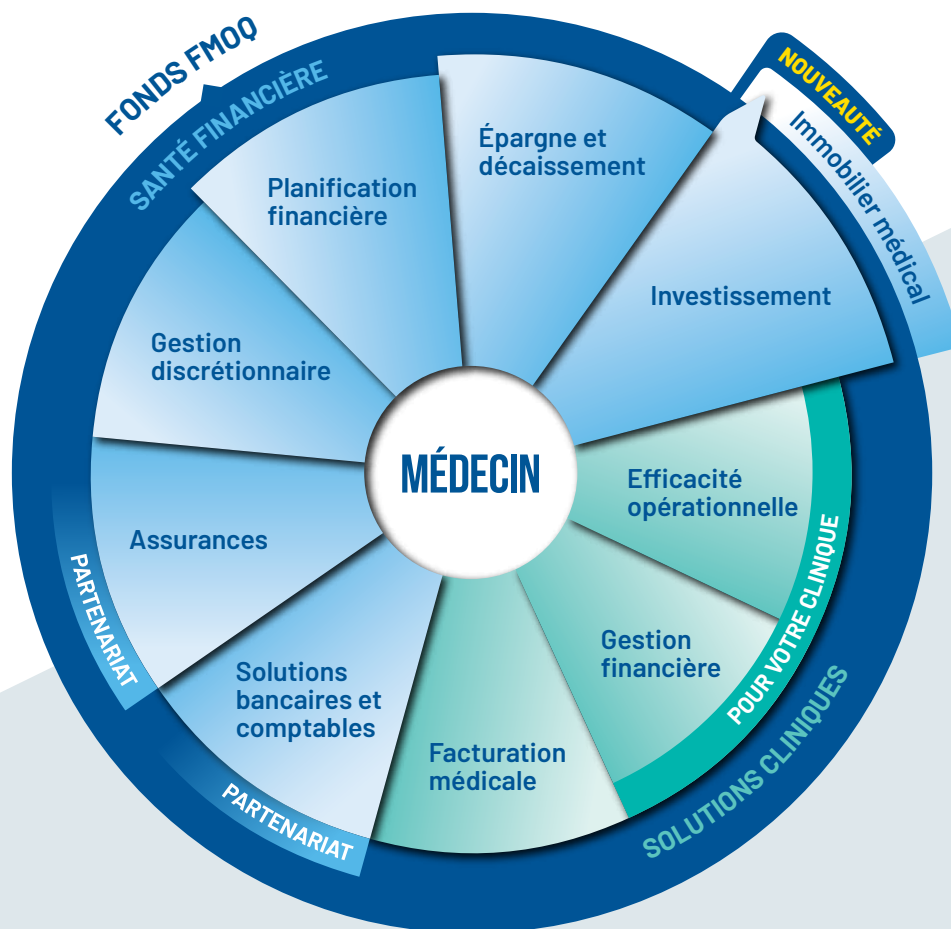 FONDS FMOQ
SANTÉ FINANCIÈRE
NOUVEAUTÉ
Immobilier médical
Épargne et
décaissement
Planification
financière
Investissement
Gestion
discrétionnaire
MÉDECIN
Efficacité
opérationnelle
Assurances
PARTENARIAT
Gestion
financière
POUR VOTRE CLINIQUE
Solutions
bancaires et
comptables
Facturation
médicale
PARTENARIAT
SOLUTIONS CLINIQUES